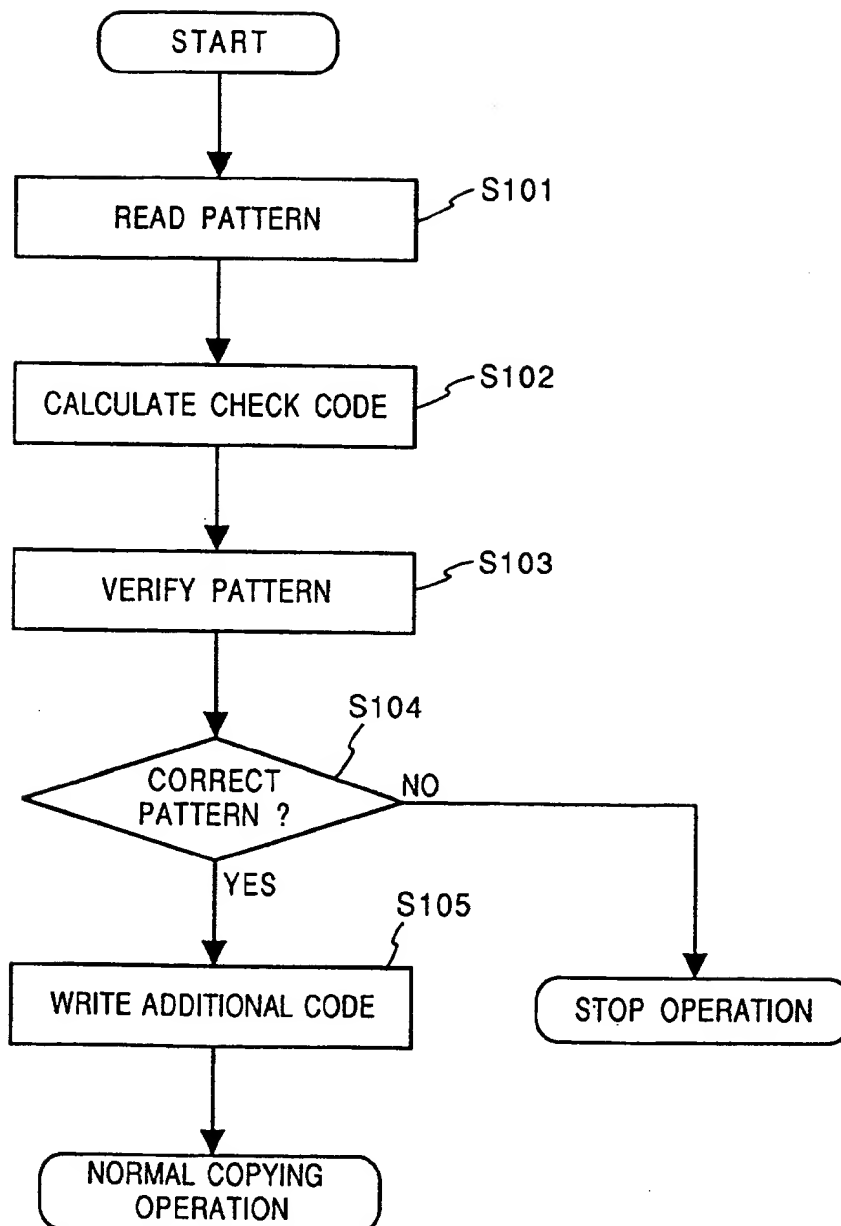 START
READ PATTERN
S101
CALCULATE CHECK CODE
S102
VERIFY PATTERN
S103
S104
CORRECT
PATTERN ?
NO
YES
S105
WRITE ADDITIONAL CODE
STOP OPERATION
NORMAL COPYING
OPERATION